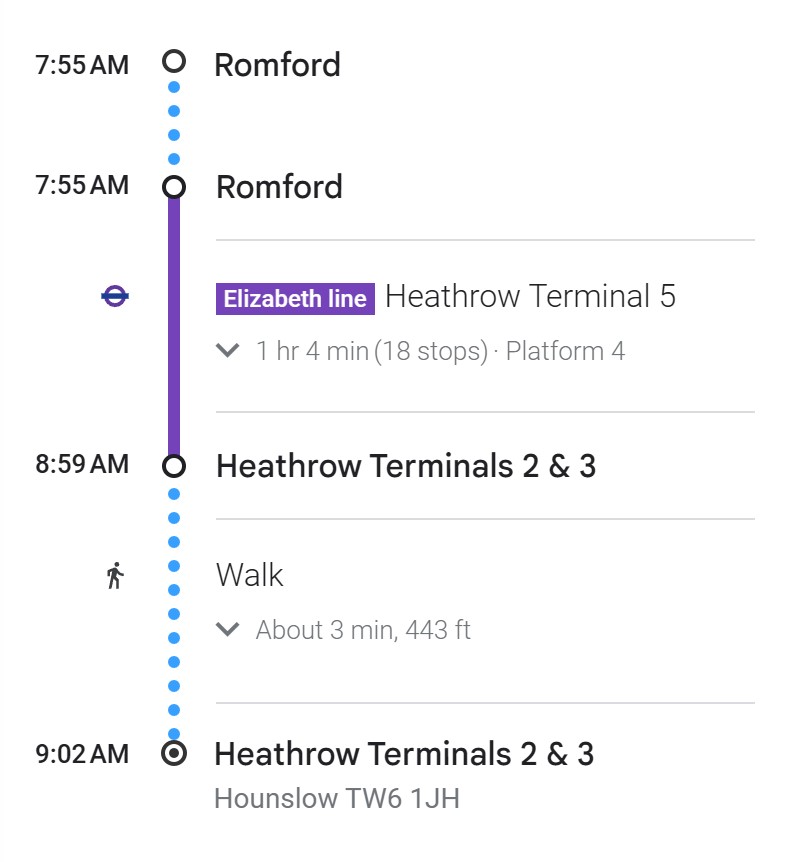 7:55 AM Romford
7:55 AM Romford
Elizabeth line Heathrow Terminal 5
1 hr 4 min (18 stops) · Platform 4
8:59 AM Heathrow Terminals 2 & 3
Walk
About 3 min, 443 ft
9:02 AM Heathrow Terminals 2 & 3
Hounslow TW6 1JH